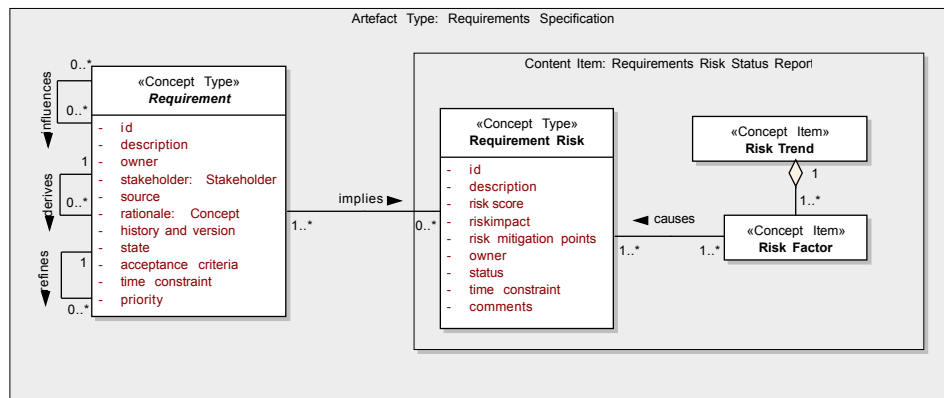 Artefact Type: Requirements Specification
0..*
influences
0..*
1
derives
0..*
1
refines
0..*
«Concept Type»
Requirement
- id
- description
- owner
- stakeholder: Stakeholder
- source
- rationale: Concept
- history and version
- state
- acceptance criteria
- time constraint
- priority
implies
1..*
0..*
Content Item: Requirements Risk Status Report
«Concept Type»
Requirement Risk
- id
- description
- risk score
- riskimpact
- risk mitigation points
- owner
- status
- time constraint
- comments
causes
1..*
1..*
«Concept Item»
Risk Trend
1
1..*
«Concept Item»
Risk Factor